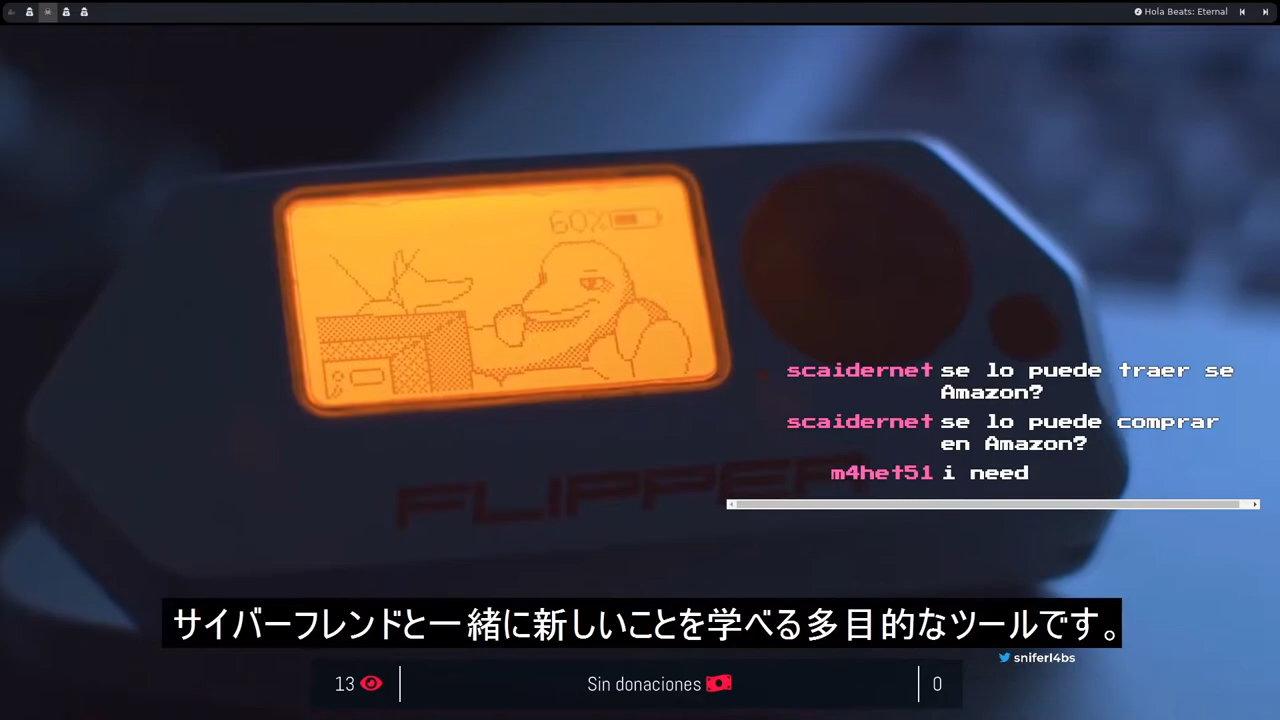 Hola Beats: Eternal
60%
scaidernet se lo puede traer se
Amazon?
scaidernet se lo puede comprar
en Amazon?
m4het51 i need
FLIPPER
サイバーフレンドと一緒に新しいことを学べる多目的なツールです。
sniferl4bs
13
Sin donaciones
0